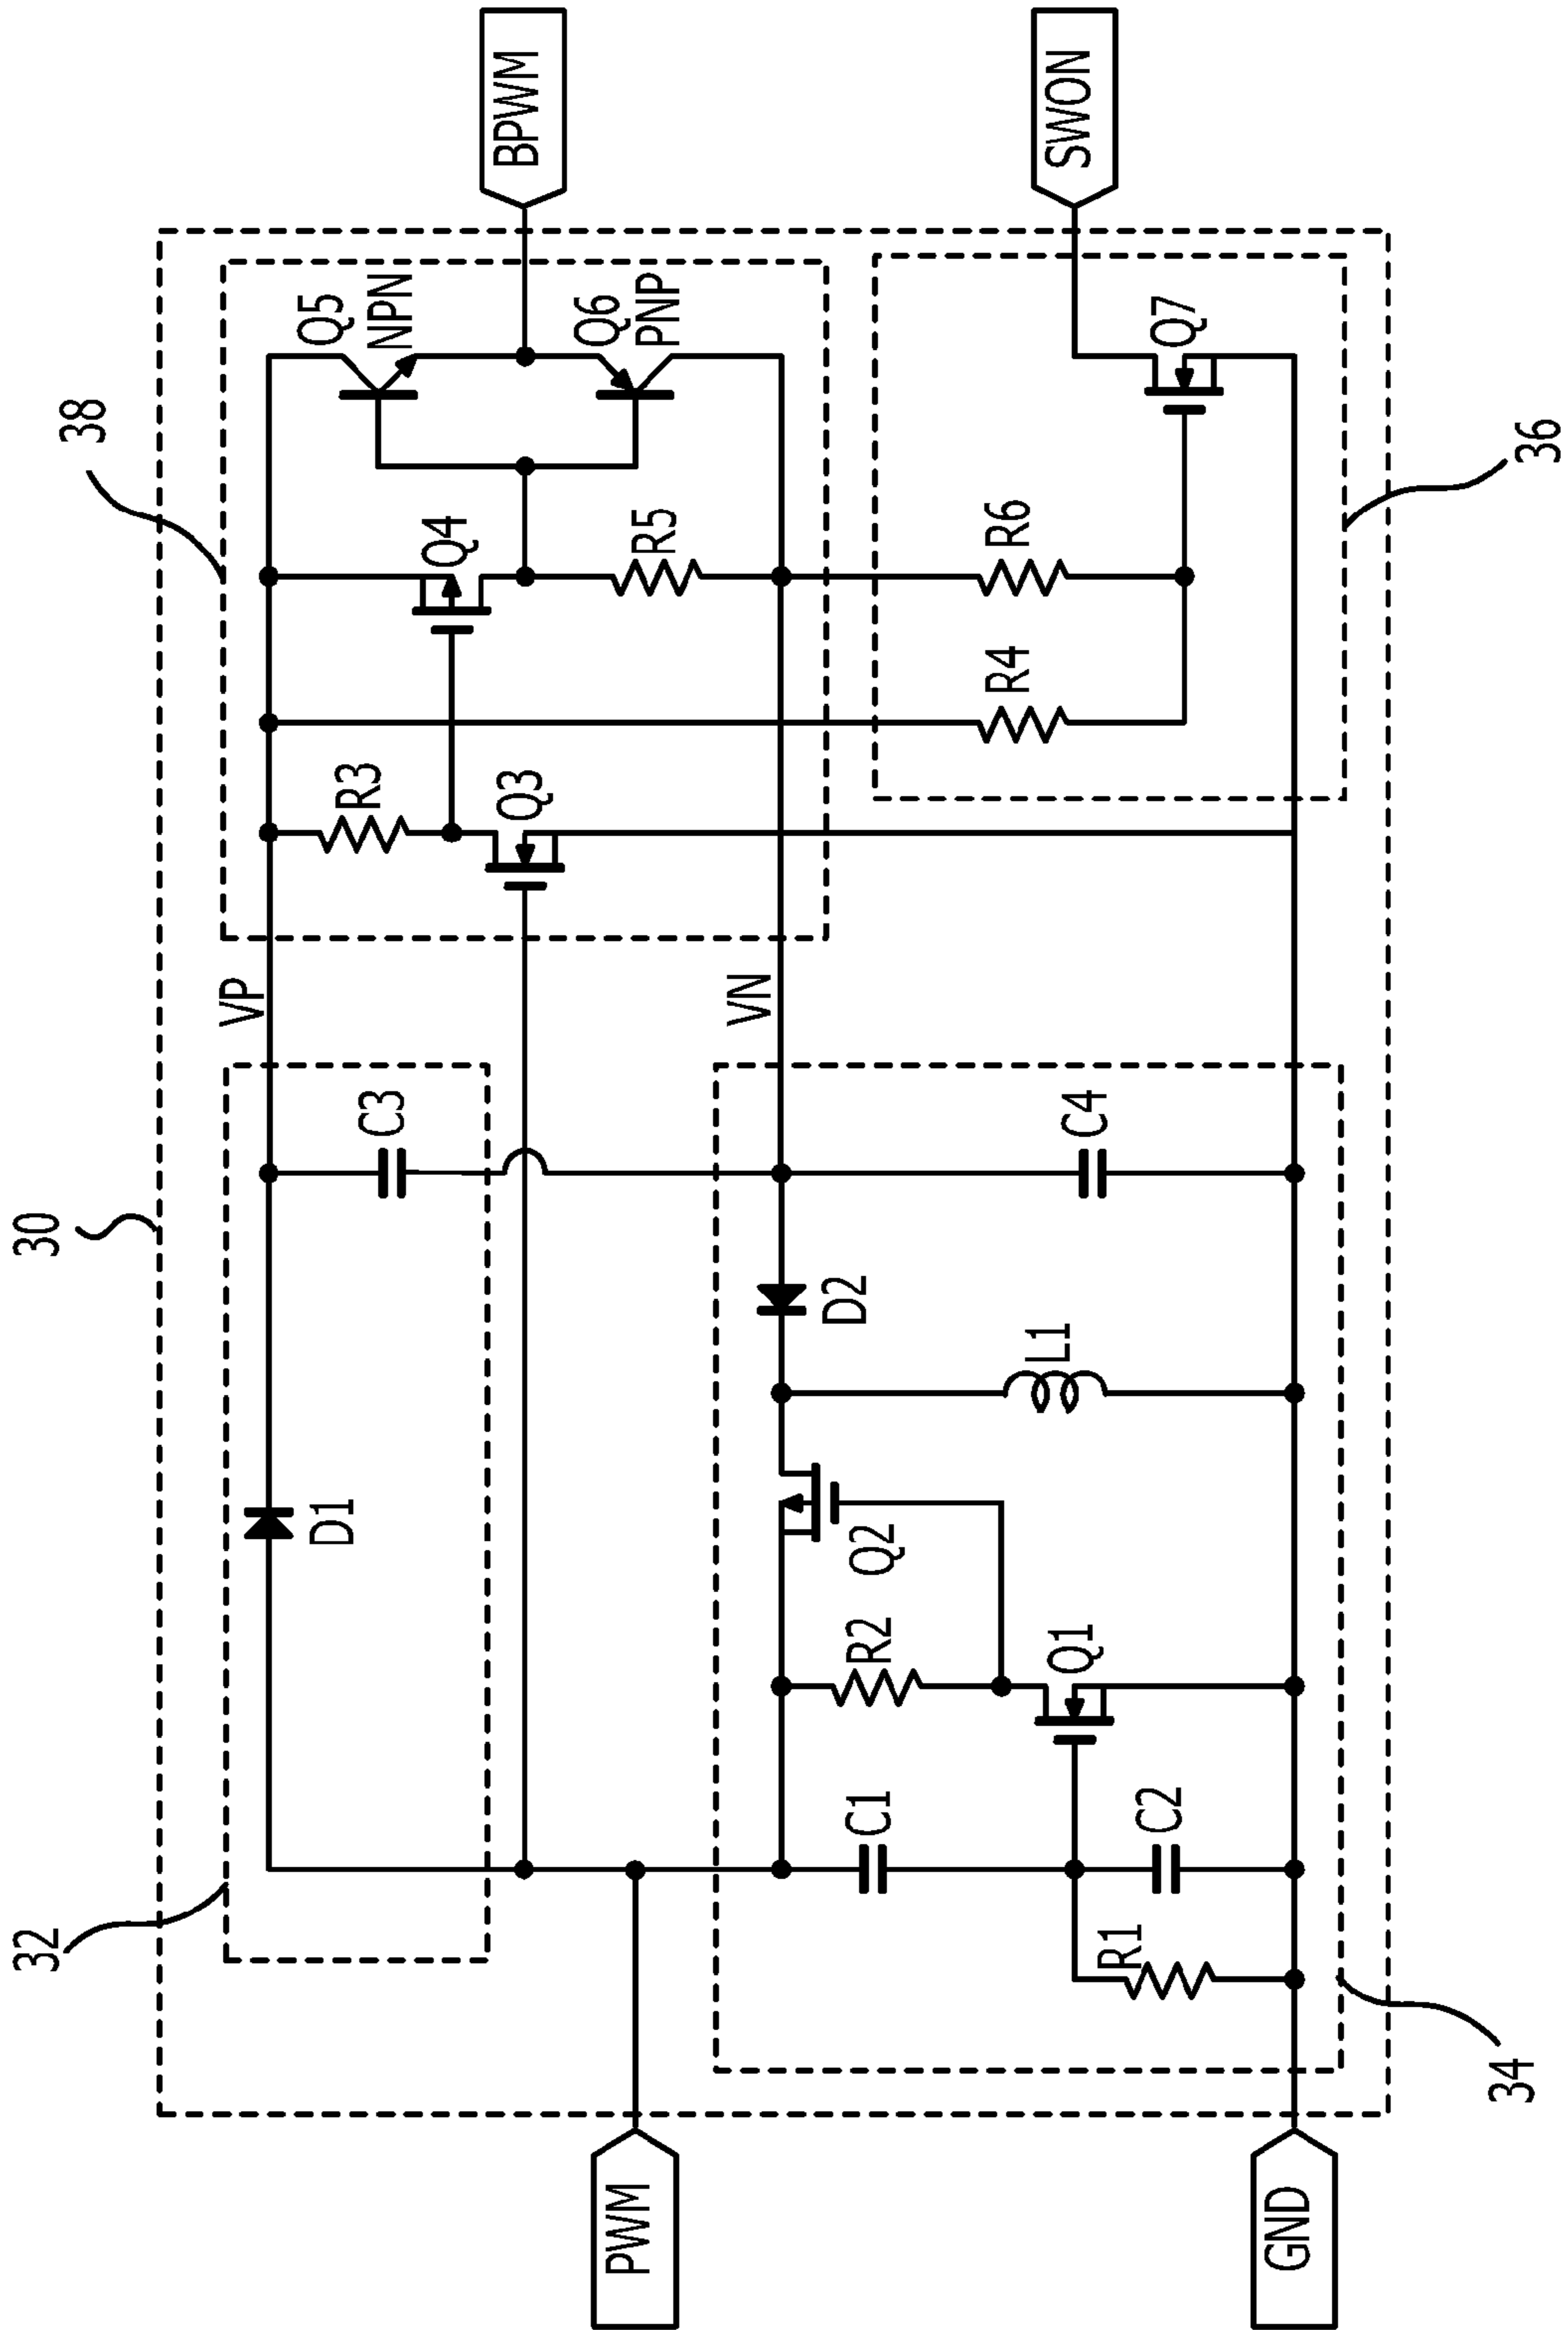 30
32
38
VP
D1
C3
R3
Q4
Q5
NPN
Q3
R5
Q6
PNP
BPWM
PWM
VN
C1
R2
Q2
D2
L1
C4
R4
R6
Q7
SWON
R1
C2
Q1
GND
34
36